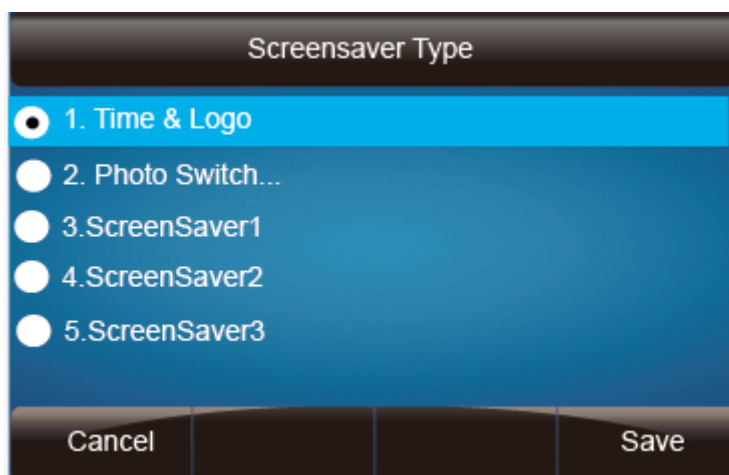 Screensaver Type
1. Time & Logo
2. Photo Switch...
3.ScreenSaver1
4.ScreenSaver2
5.ScreenSaver3
Cancel Save